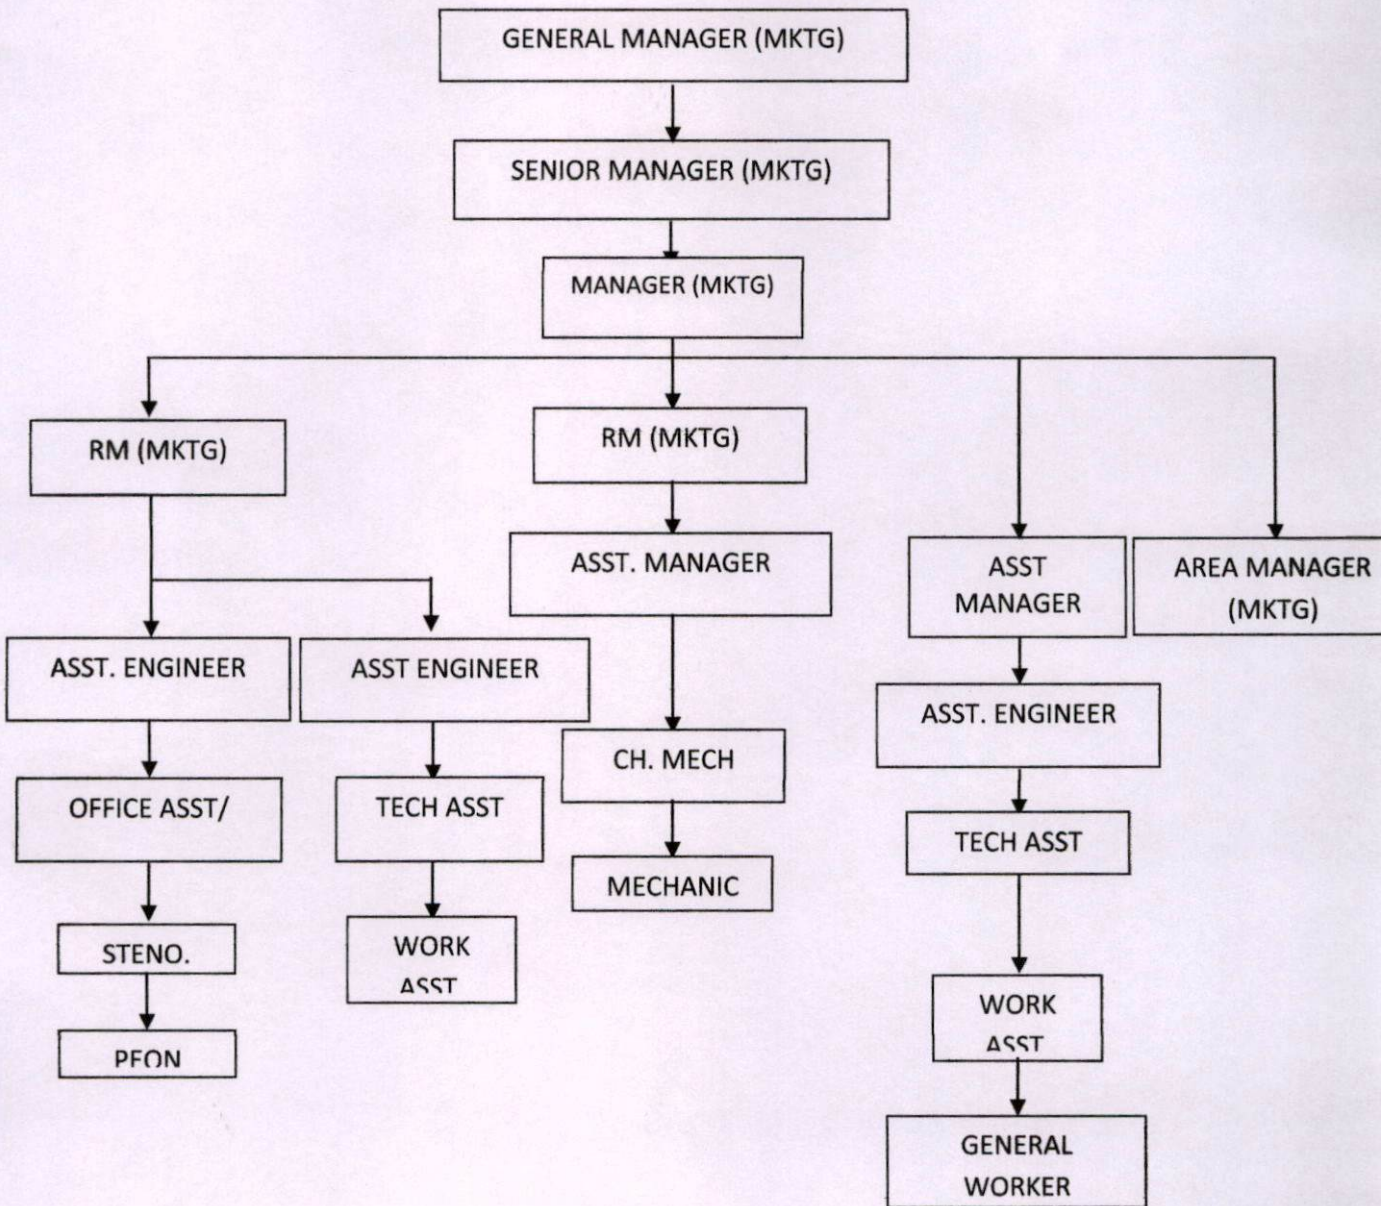 GENERAL MANAGER (MKTG)
SENIOR MANAGER (MKTG)
MANAGER (MKTG)
RM (MKTG)
RM (MKTG)
ASST. MANAGER
ASST
MANAGER
AREA MANAGER
(MKTG)
ASST. ENGINEER
ASST ENGINEER
ASST. ENGINEER
CH. MECH
OFFICE ASST/
TECH ASST
TECH ASST
MECHANIC
STENO.
WORK
ASST
WORK
ASST
PEON
GENERAL
WORKER